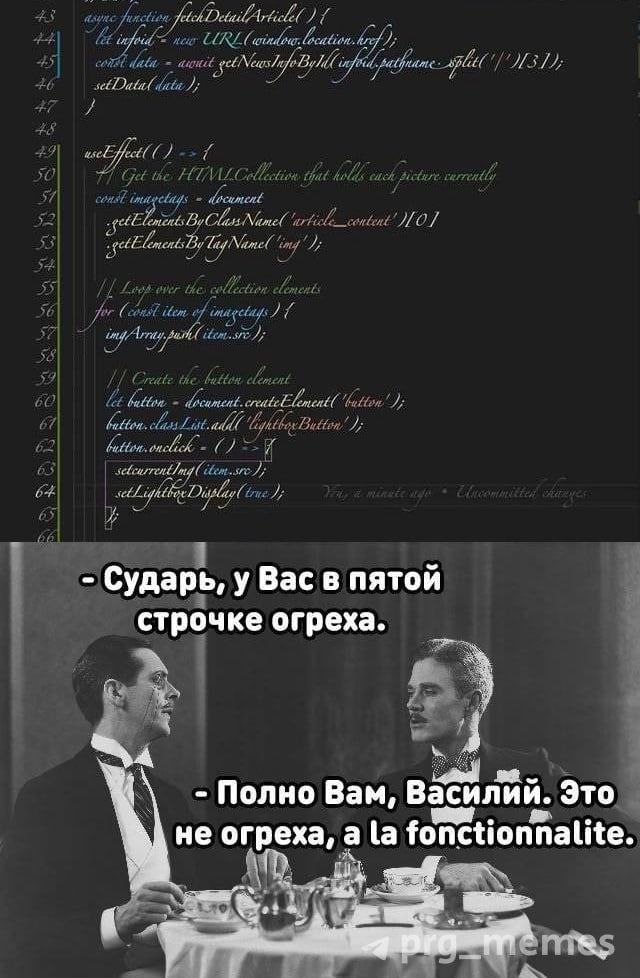 43 async function fetchDetailArticle() {
44 let infoid = new URL(window.location.href);
45 const data = await getNewsInfoById(infoid.pathname.split('/')[3]);
46 setData(data);
47 }
48
49 useEffect(() => {
50 // Get the HTMLCollection that holds each picture currently
51 const imagetags = document
52 .getElementsByClassName('article_content')[0]
53 .getElementsByTagName('img');
54
55 // Loop over the collection elements
56 for (const item of imagetags) {
57 imgArray.push(item.src);
58
59 // Create the button element
60 let button = document.createElement('button');
61 button.classList.add('lightboxButton');
62 button.onclick = () => {
63 setcurrentImg(item.src);
64 setLightboxDisplay(true); You, a minute ago • Uncommitted changes
65 };
66
- Сударь, у Вас в пятой
строчке огреха.
- Полно Вам, Василий. Это
не огреха, а la fonctionnalite.
prg_memes